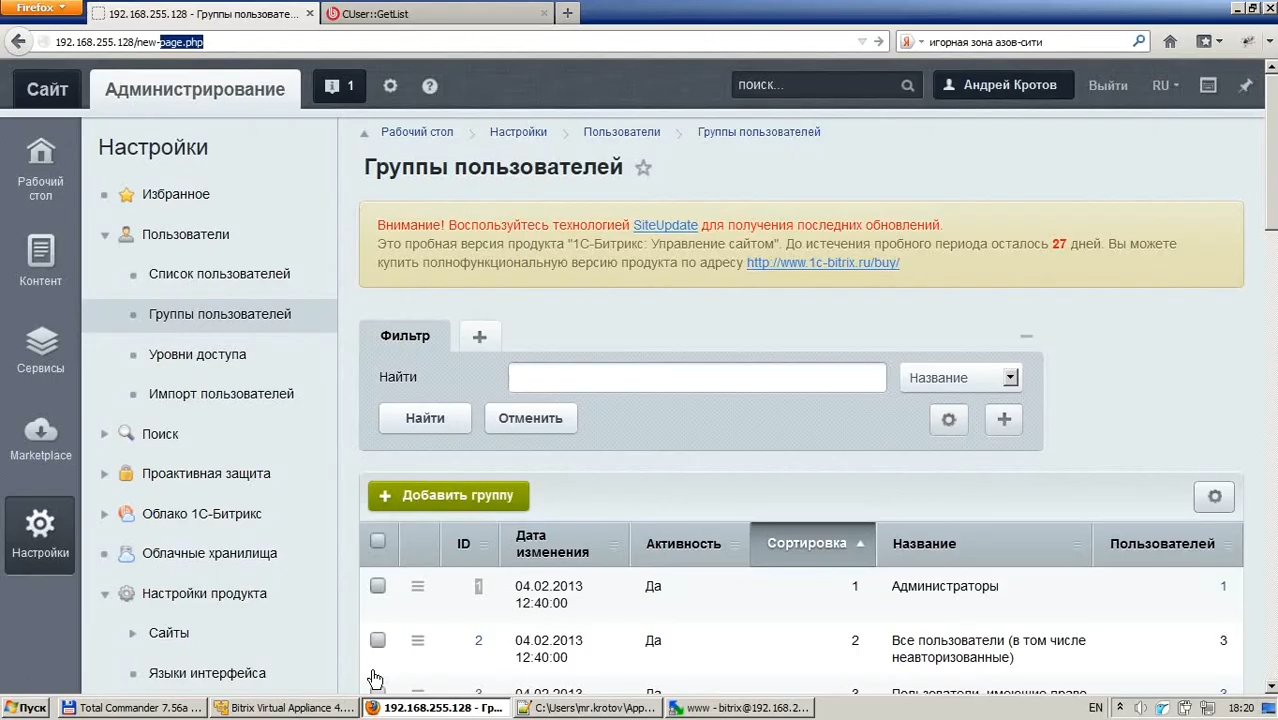 Firefox
192.168.255.128 - Группы пользовате...
CUser::GetList
192.168.255.128/new-page.php
игорная зона азов-сити
Сайт
Администрирование
1
поиск...
Андрей Кротов
Выйти
RU
Рабочий стол
Настройки
Пользователи
Группы пользователей
Настройки
Группы пользователей
Рабочий
стол
Контент
Сервисы
Marketplace
Настройки
Избранное
Пользователи
Список пользователей
Группы пользователей
Уровни доступа
Импорт пользователей
Поиск
Проактивная защита
Облако 1С-Битрикс
Облачные хранилища
Настройки продукта
Сайты
Языки интерфейса
Внимание! Воспользуйтесь технологией SiteUpdate для получения последних обновлений.
Это пробная версия продукта "1С-Битрикс: Управление сайтом". До истечения пробного периода осталось 27 дней. Вы можете
купить полнофункциональную версию продукта по адресу http://www.1c-bitrix.ru/buy/
Фильтр
Найти
Название
Найти
Отменить
Добавить группу
ID
Дата
изменения
Активность
Сортировка
Название
Пользователей
1
04.02.2013
12:40:00
Да
1
Администраторы
1
2
04.02.2013
12:40:00
Да
2
Все пользователи (в том числе
неавторизованные)
3
Пуск
Total Commander 7.56a ...
Bitrix Virtual Appliance 4....
192.168.255.128 - Гр...
C:\Users\mr.krotov\App...
www - bitrix@192.168.2...
EN
18:20